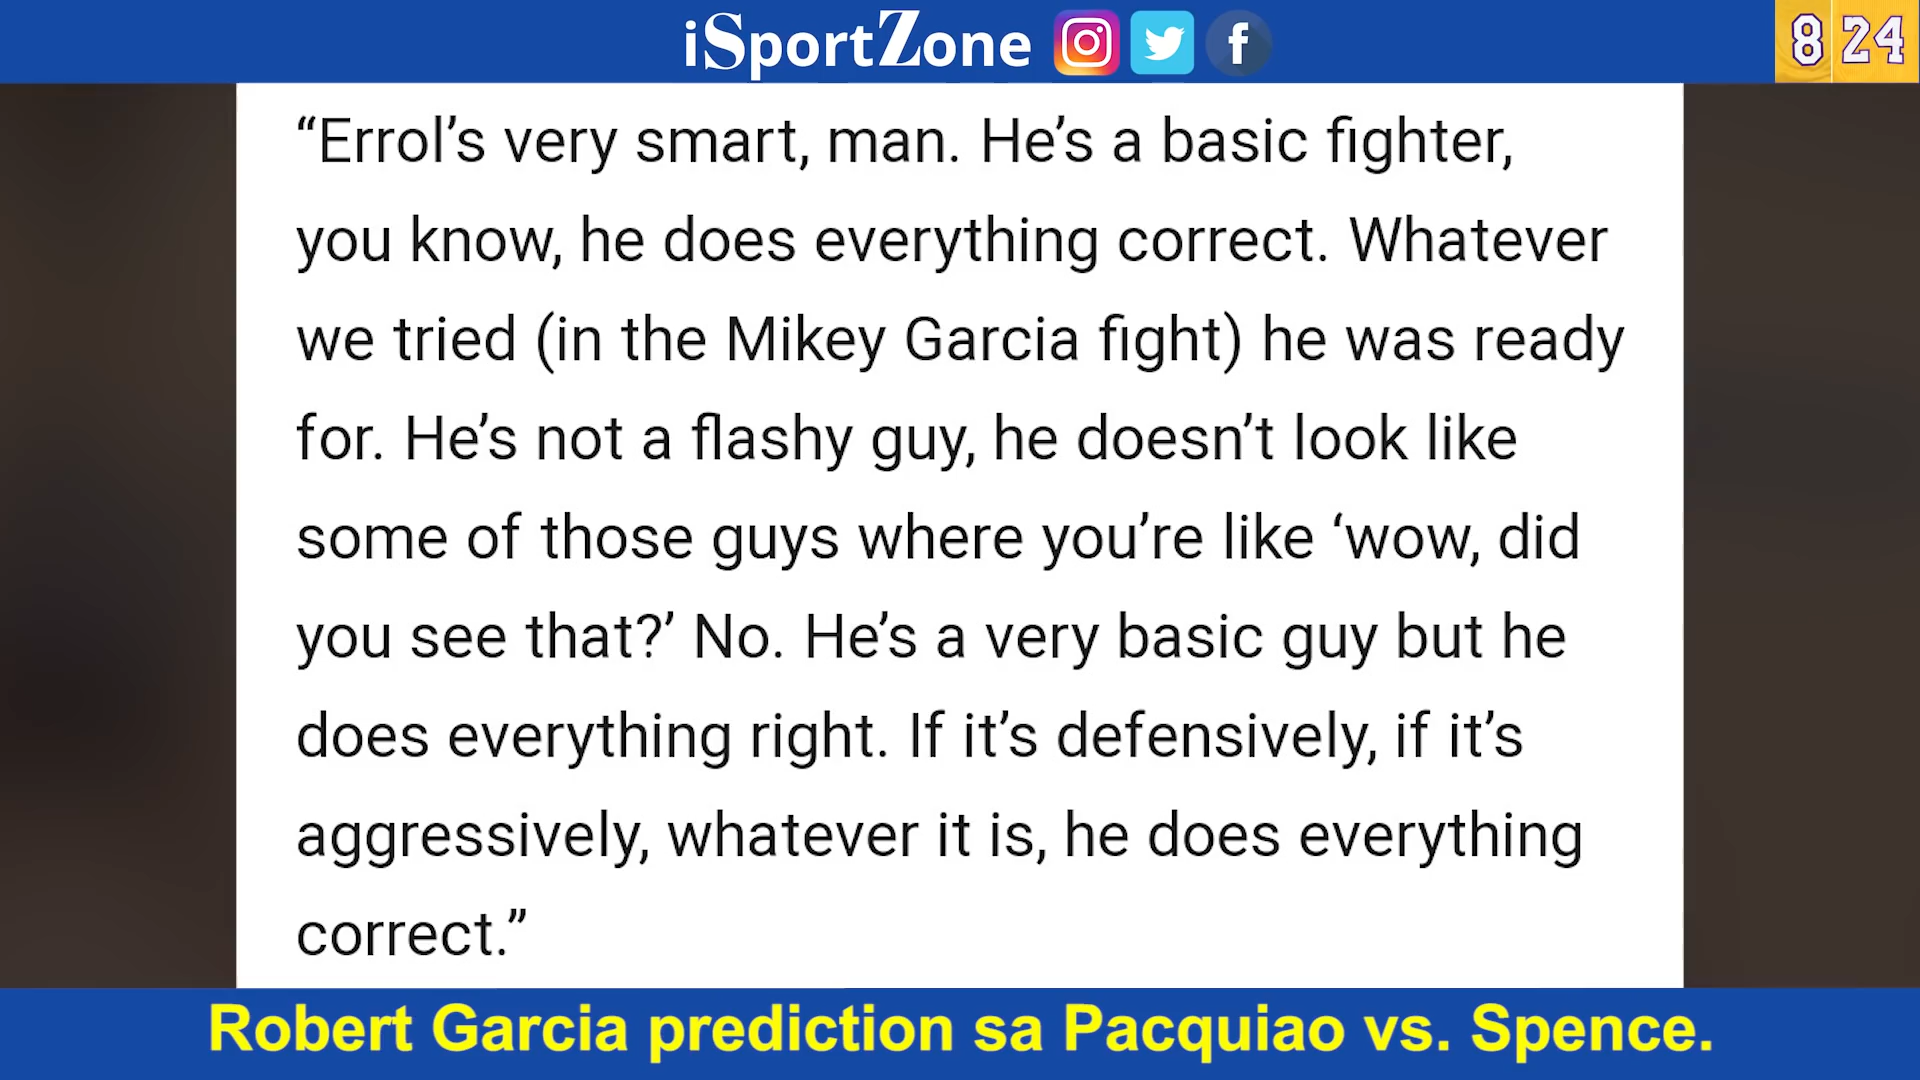 iSportZone
8 24
“Errol’s very smart, man. He’s a basic fighter,
you know, he does everything correct. Whatever
we tried (in the Mikey Garcia fight) he was ready
for. He’s not a flashy guy, he doesn’t look like
some of those guys where you’re like ‘wow, did
you see that?’ No. He’s a very basic guy but he
does everything right. If it’s defensively, if it’s
aggressively, whatever it is, he does everything
correct.”
Robert Garcia prediction sa Pacquiao vs. Spence.